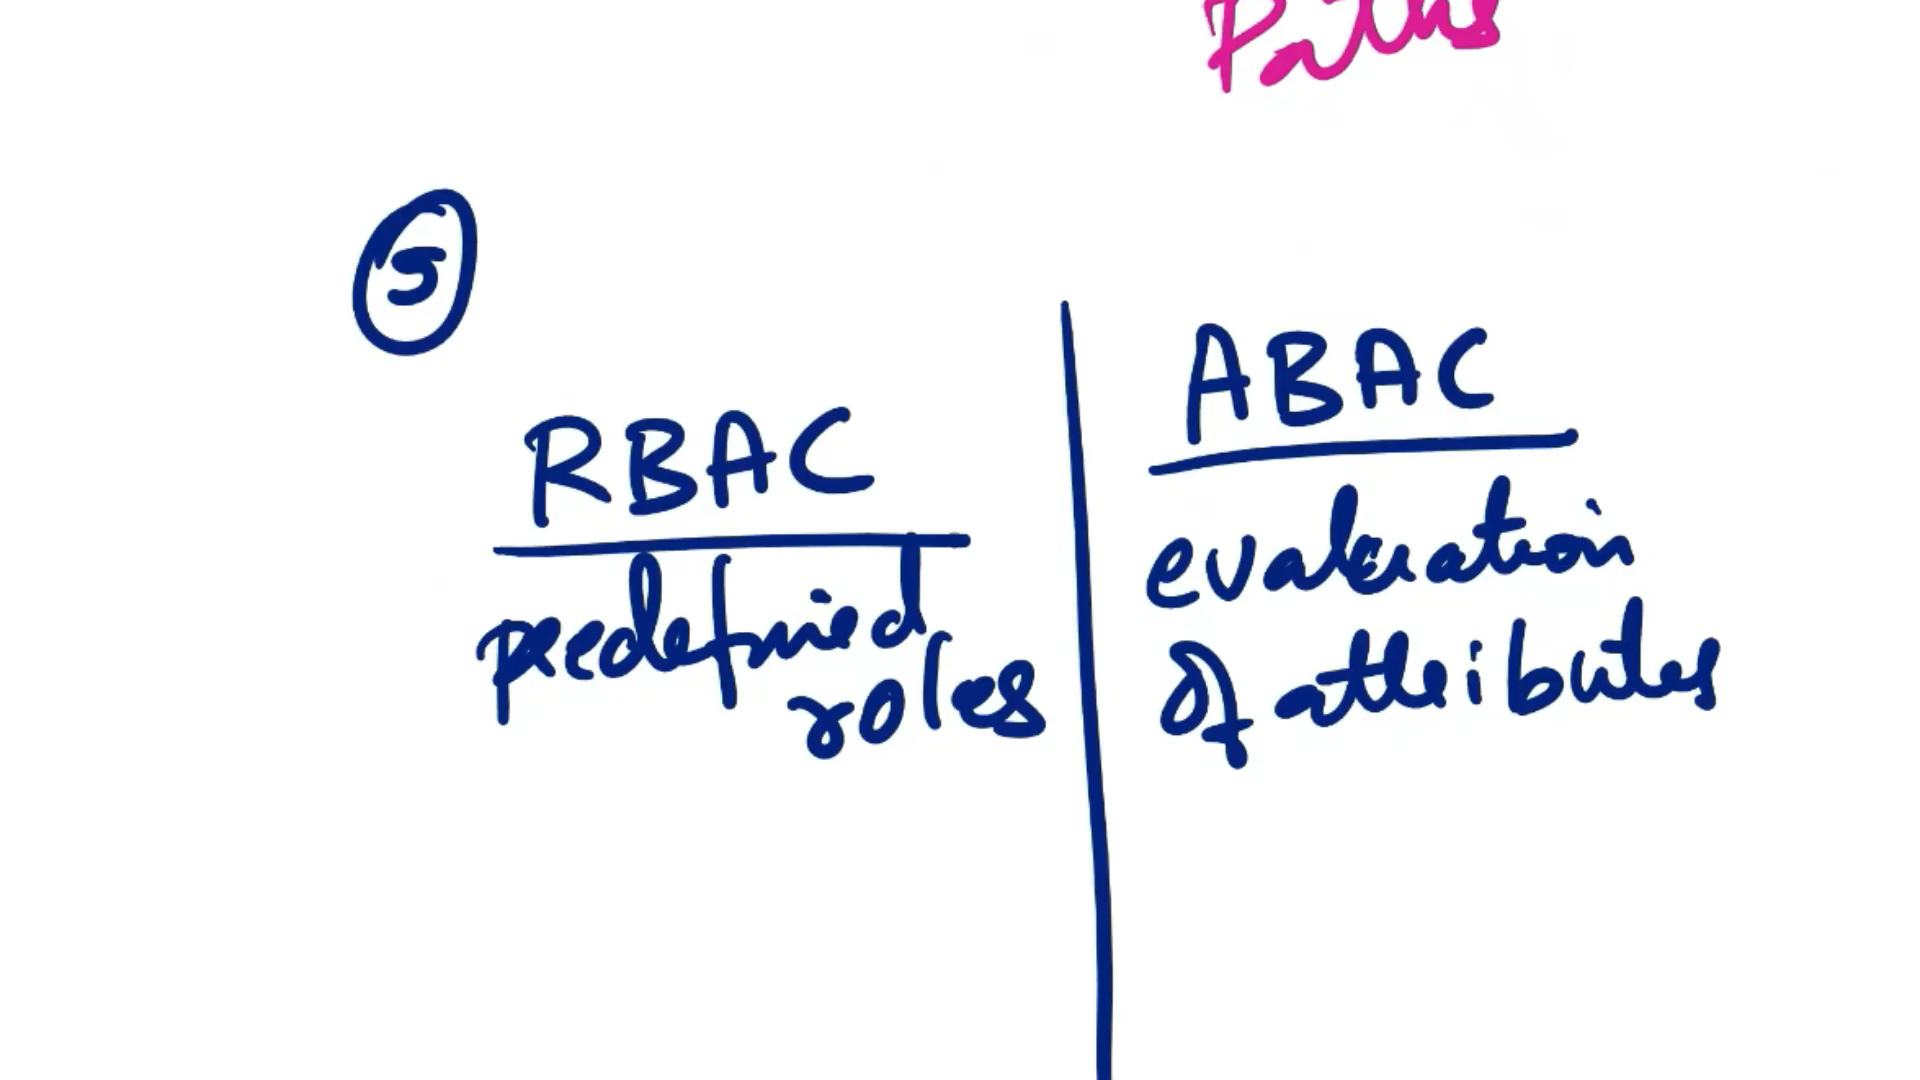 Paths
5
RBAC
predefined
roles
ABAC
evaluation
of attributes